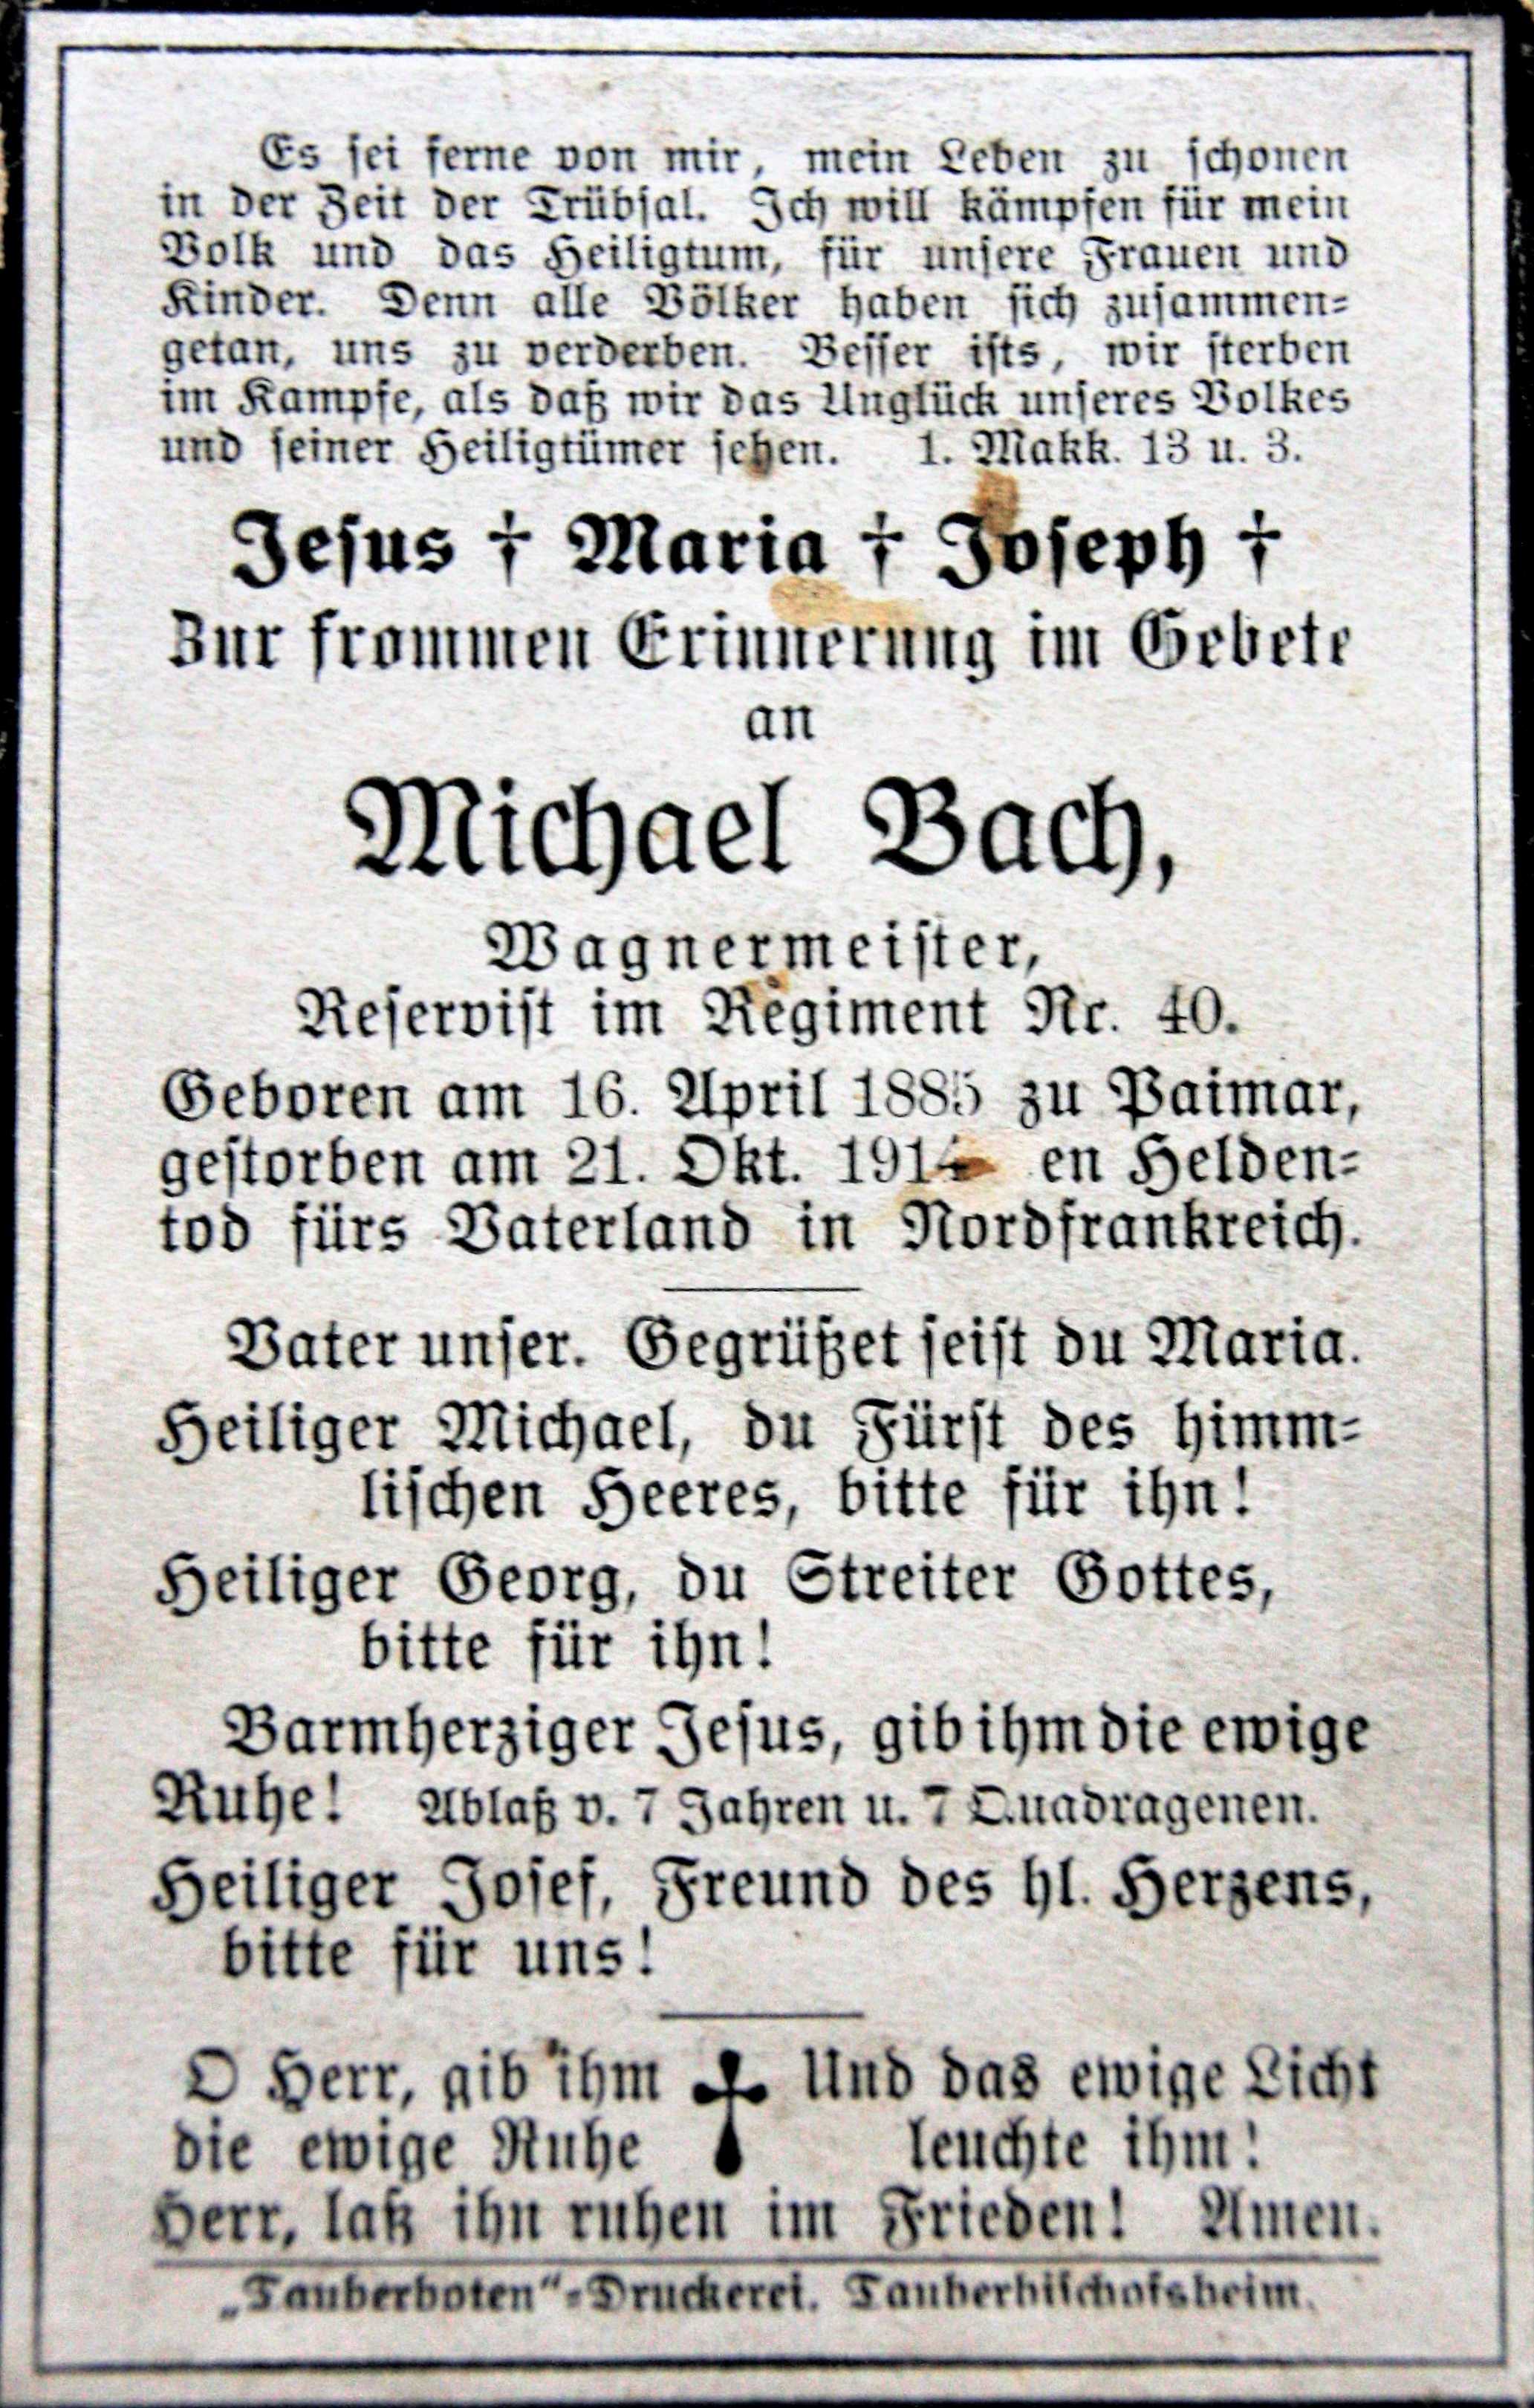 Es sei ferne von mir, mein Leben zu schonen
in der Zeit der Trübsal. Ich will kämpfen für mein
Volk und das Heiligtum, für unsere Frauen und
Kinder. Denn alle Völker haben sich zusammen-
getan, uns zu verderben. Besser ists, wir sterben
im Kampfe, als daß wir das Unglück unseres Volkes
und seiner Heiligtümer sehen. 1. Makk. 13 u. 3.
Jesus † Maria † Joseph †
Zur frommen Erinnerung im Gebete
an
Michael Bach,
Wagnermeister,
Reservist im Regiment Nr. 40.
Geboren am 16. April 1885 zu Paimar,
gestorben am 21. Okt. 1914 en Helden-
tod fürs Vaterland in Nordfrankreich.
Vater unser. Gegrüßet seist du Maria.
Heiliger Michael, du Fürst des himm-
lischen Heeres, bitte für ihn!
Heiliger Georg, du Streiter Gottes,
bitte für ihn!
Barmherziger Jesus, gib ihm die ewige
Ruhe! Ablaß v. 7 Jahren u. 7 Quadragenen.
Heiliger Josef, Freund des hl. Herzens,
bitte für uns!
O Herr, gib ihm † Und das ewige Licht
die ewige Ruhe leuchte ihm!
Herr, laß ihn ruhen im Frieden! Amen.
„Tauberboten"-Druckerei. Tauberbischofsheim.